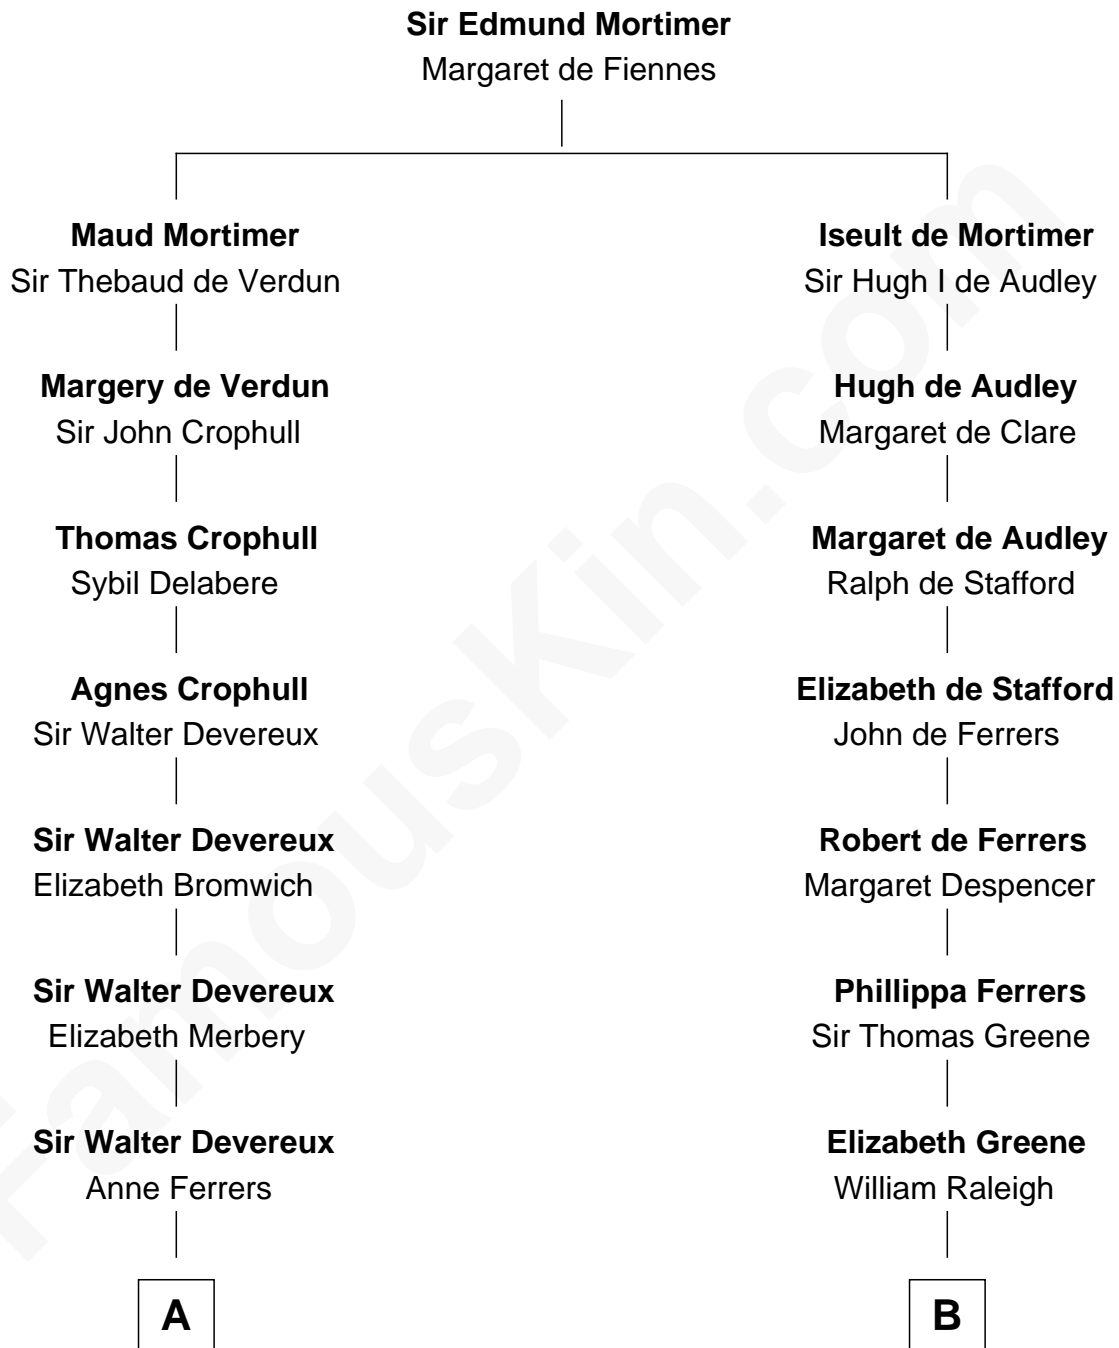 Sir Edmund Mortimer
Margaret de Fiennes
Maud Mortimer
Sir Thebaud de Verdun
Iseult de Mortimer
Sir Hugh I de Audley
Margery de Verdun
Sir John Crophull
Hugh de Audley
Margaret de Clare
Thomas Crophull
Sybil Delabere
Margaret de Audley
Ralph de Stafford
Agnes Crophull
Sir Walter Devereux
Elizabeth de Stafford
John de Ferrers
Sir Walter Devereux
Elizabeth Bromwich
Robert de Ferrers
Margaret Despencer
Sir Walter Devereux
Elizabeth Merbery
Phillippa Ferrers
Sir Thomas Greene
Sir Walter Devereux
Anne Ferrers
Elizabeth Greene
William Raleigh
A
B
FamousKin.com